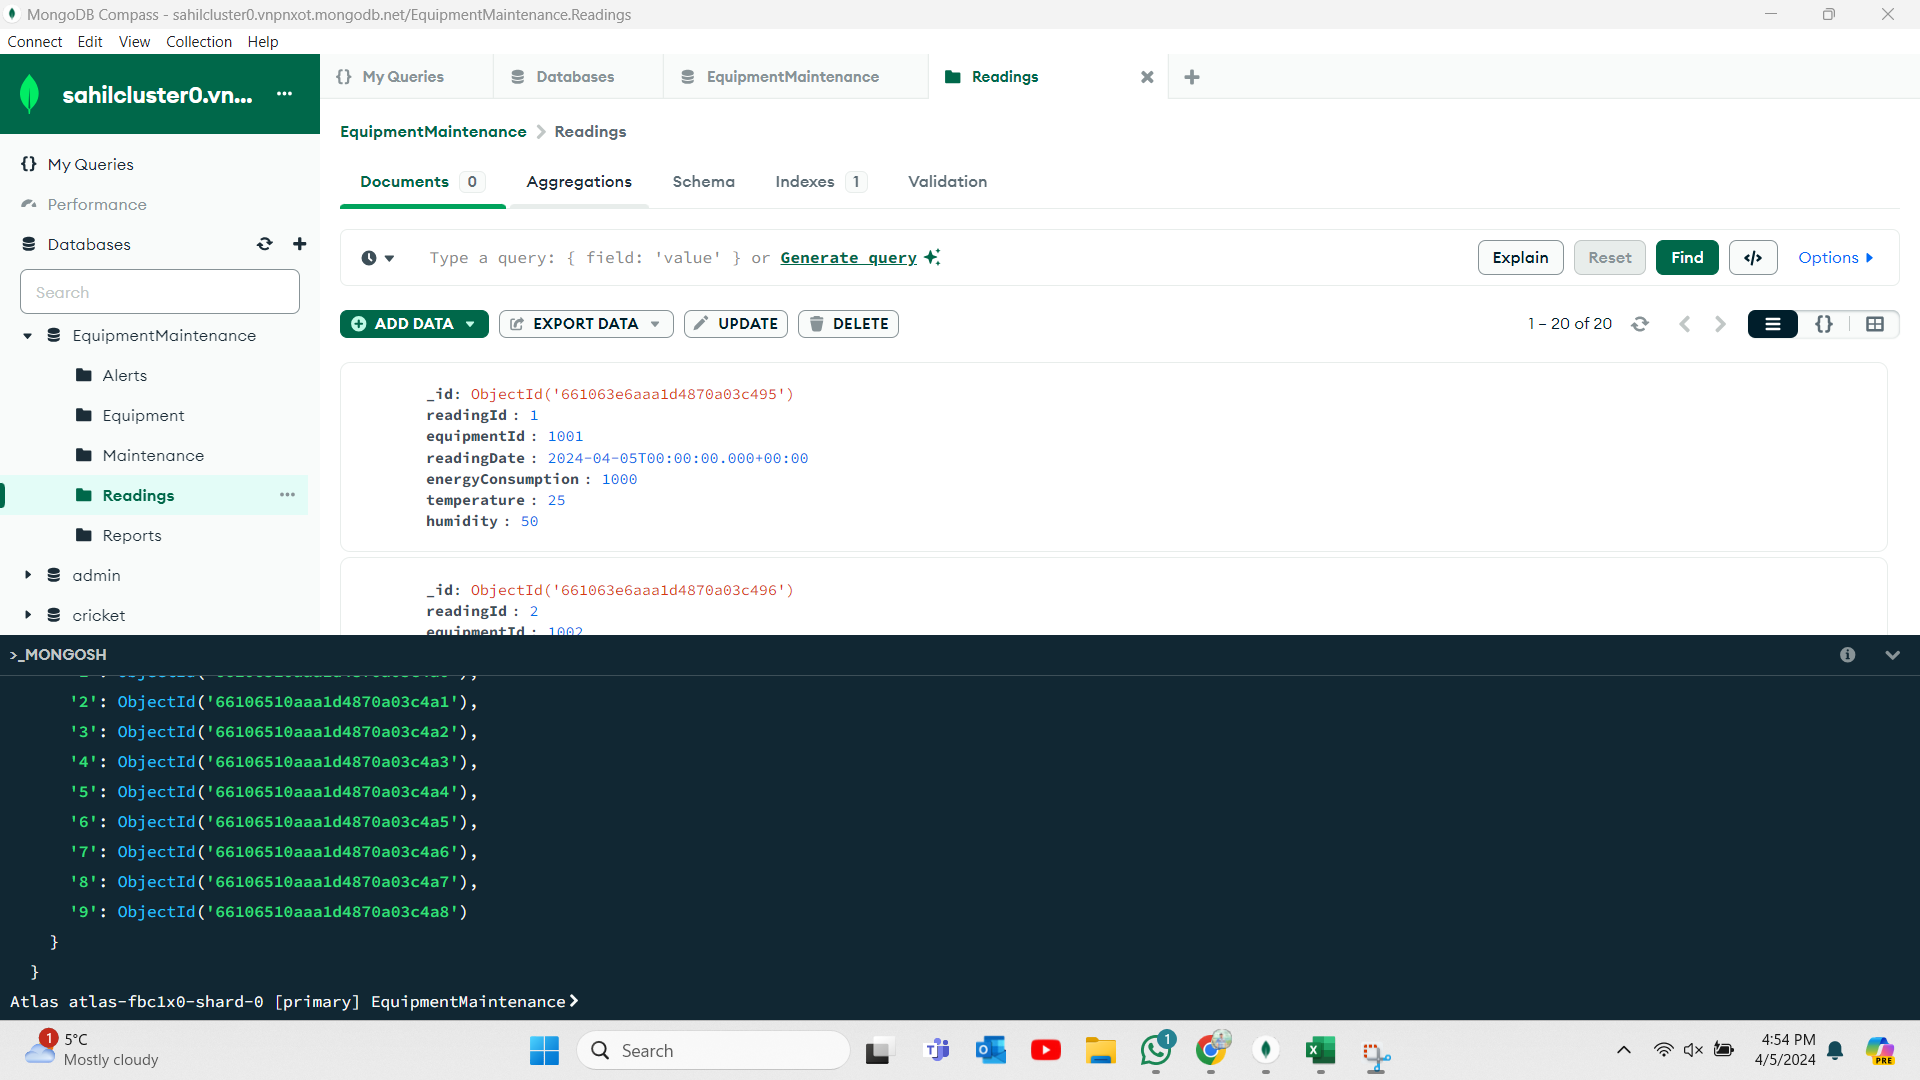 MongoDB Compass - sahilcluster0.vnpnxot.mongodb.net/EquipmentMaintenance.Readings
Connect Edit View Collection Help
sahilcluster0.vn... ···
{} My Queries
Databases
EquipmentMaintenance
Readings
My Queries
Performance
Databases
Search
EquipmentMaintenance
Alerts
Equipment
Maintenance
Readings ···
Reports
admin
cricket
EquipmentMaintenance > Readings
Documents 0 Aggregations Schema Indexes 1 Validation
Type a query: { field: 'value' } or Generate query
Explain Reset Find </> Options
ADD DATA EXPORT DATA UPDATE DELETE
1 – 20 of 20
{}
_id: ObjectId('661063e6aaa1d4870a03c495')
readingId : 1
equipmentId : 1001
readingDate : 2024-04-05T00:00:00.000+00:00
energyConsumption : 1000
temperature : 25
humidity : 50
_id: ObjectId('661063e6aaa1d4870a03c496')
readingId : 2
equipmentId : 1002
>_MONGOSH
'2': ObjectId('66106510aaa1d4870a03c4a1'),
'3': ObjectId('66106510aaa1d4870a03c4a2'),
'4': ObjectId('66106510aaa1d4870a03c4a3'),
'5': ObjectId('66106510aaa1d4870a03c4a4'),
'6': ObjectId('66106510aaa1d4870a03c4a5'),
'7': ObjectId('66106510aaa1d4870a03c4a6'),
'8': ObjectId('66106510aaa1d4870a03c4a7'),
'9': ObjectId('66106510aaa1d4870a03c4a8')
}
}
Atlas atlas-fbc1x0-shard-0 [primary] EquipmentMaintenance>
1
5°C
Mostly cloudy
Search
1
4:54 PM
4/5/2024
PRE